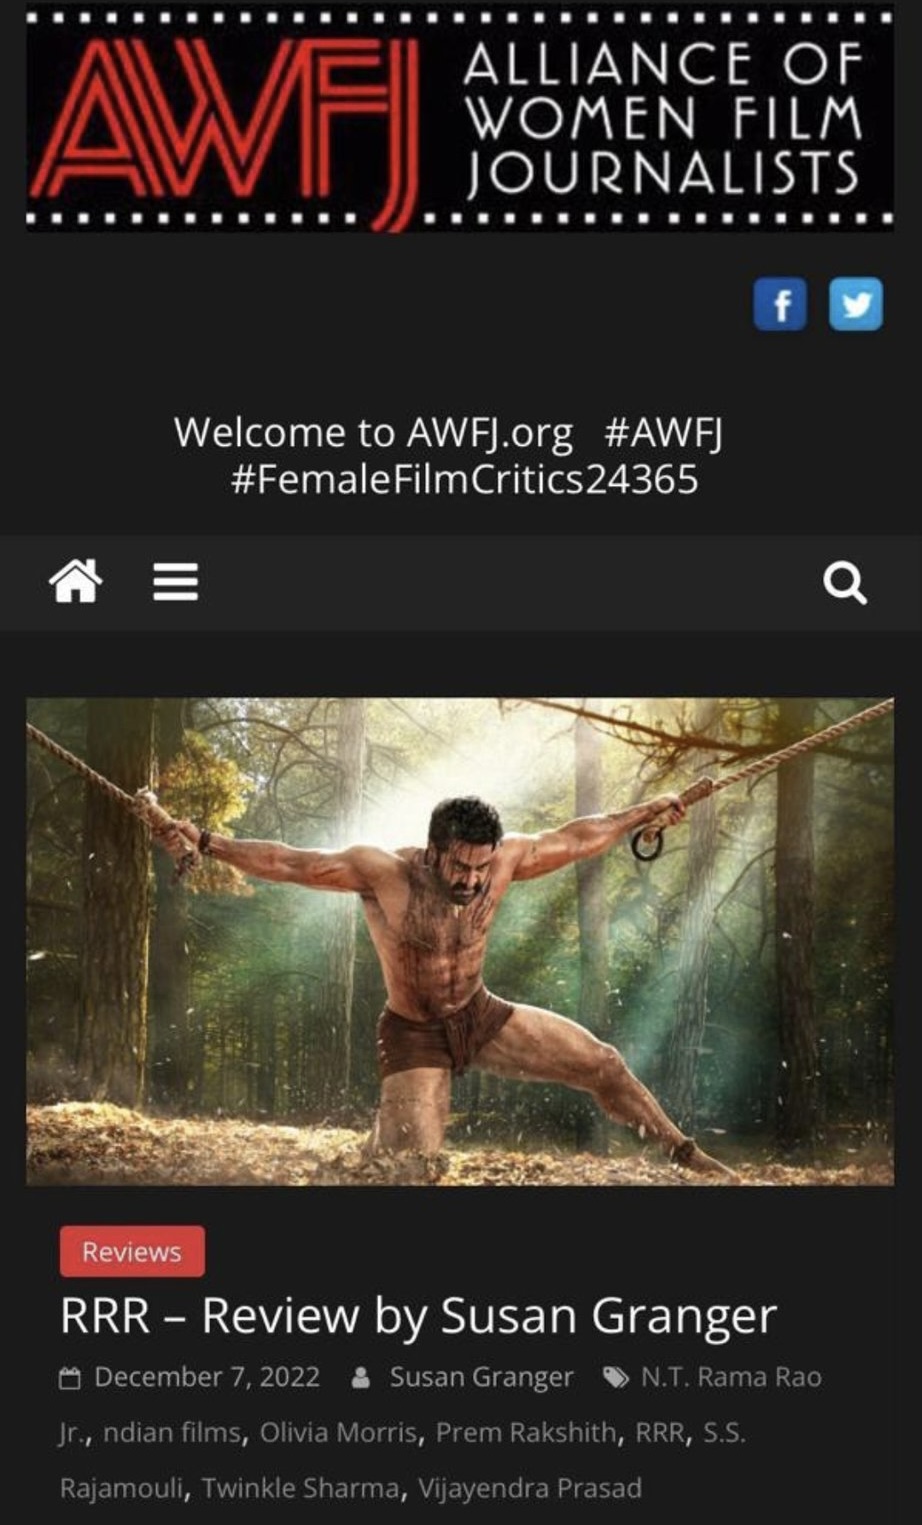 AWFJ
ALLIANCE OF
WOMEN FILM
JOURNALISTS
f
Welcome to AWFJ.org #AWFJ
#FemaleFilmCritics24365
Reviews
RRR – Review by Susan Granger
December 7, 2022 Susan Granger N.T. Rama Rao
Jr., ndian films, Olivia Morris, Prem Rakshith, RRR, S.S.
Rajamouli, Twinkle Sharma, Vijayendra Prasad